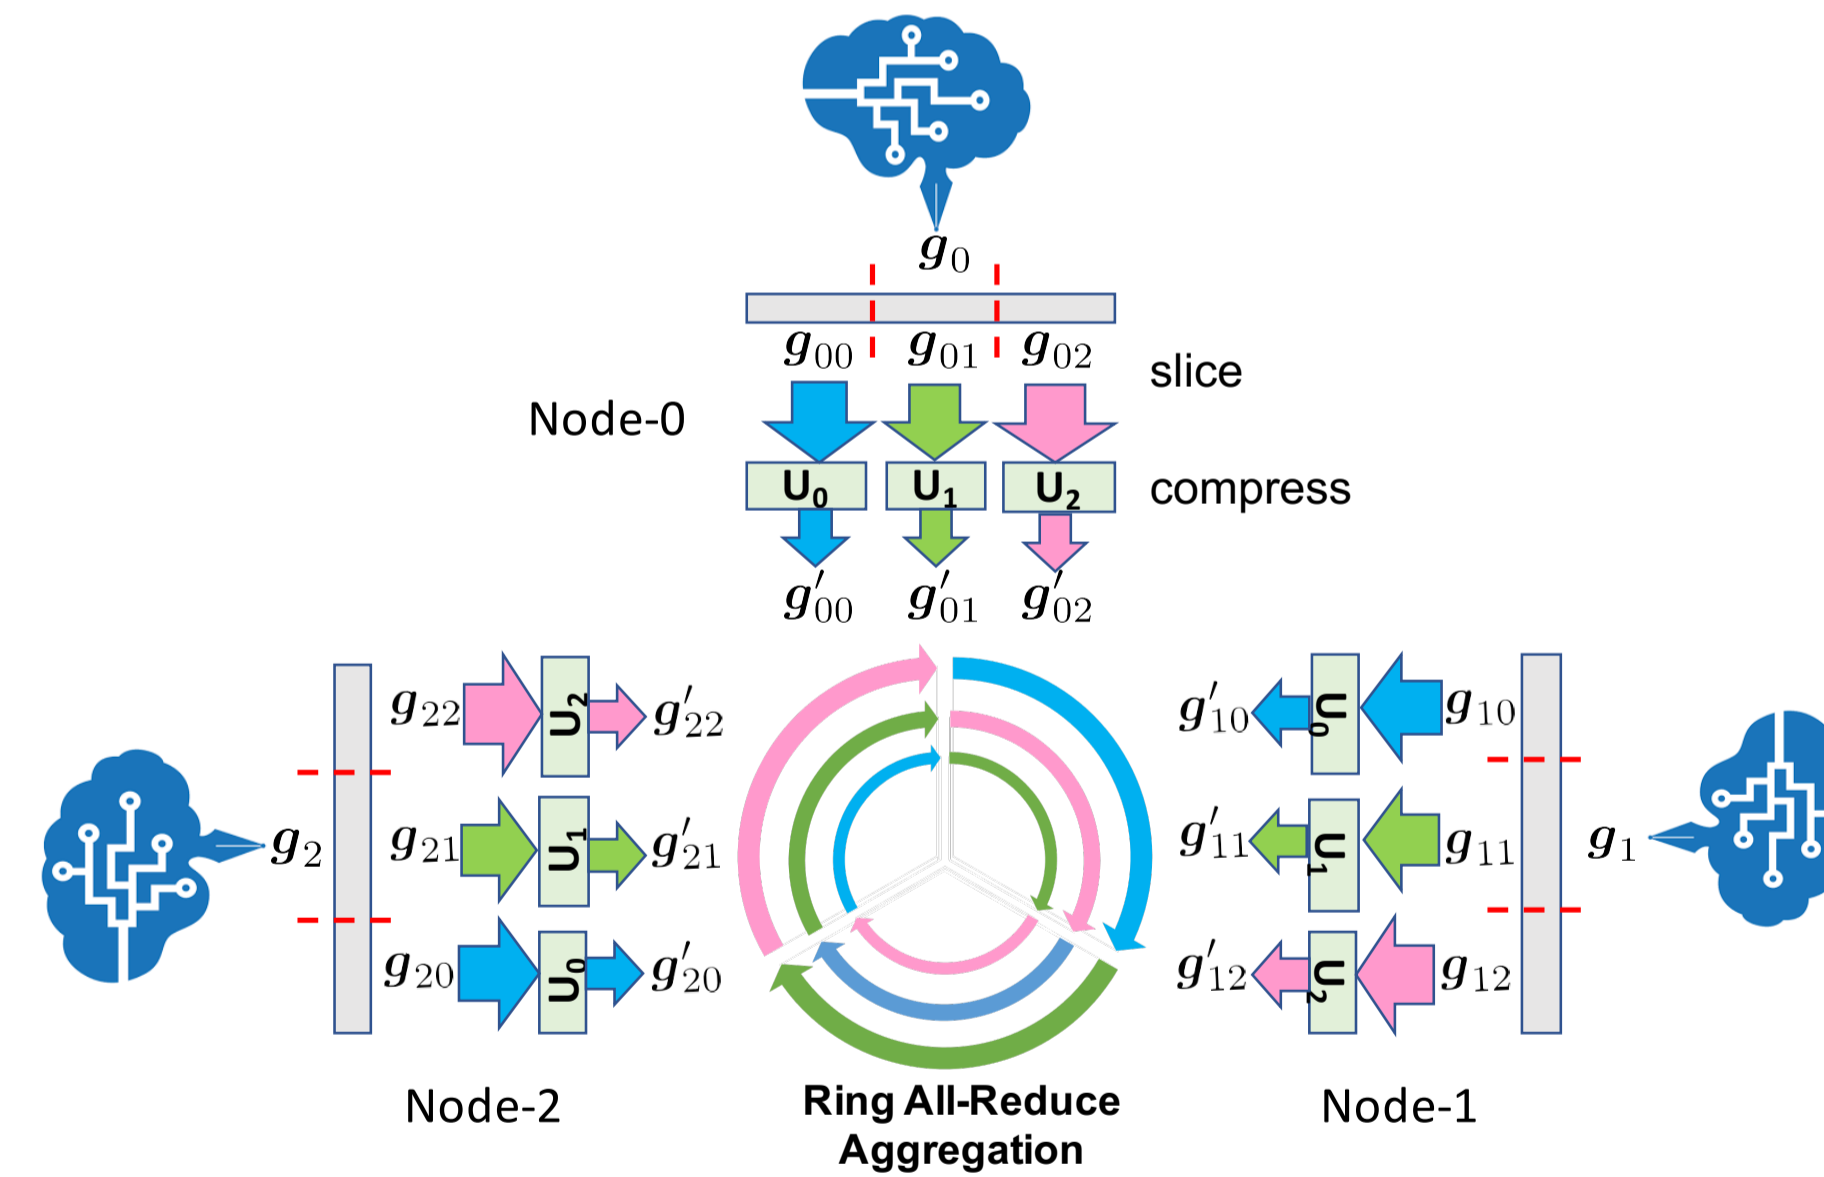 g₀
g₀₀ g₀₁ g₀₂
slice
Node-0
U₀ U₁ U₂
compress
g′₀₀ g′₀₁ g′₀₂
g₂₂ U₂ g′₂₂
g′₁₀ U₀ g₁₀
g₂ g₂₁ U₁ g′₂₁
g′₁₁ U₁ g₁₁ g₁
g₂₀ U₀ g′₂₀
g′₁₂ U₂ g₁₂
Node-2
Ring All-Reduce
Aggregation
Node-1